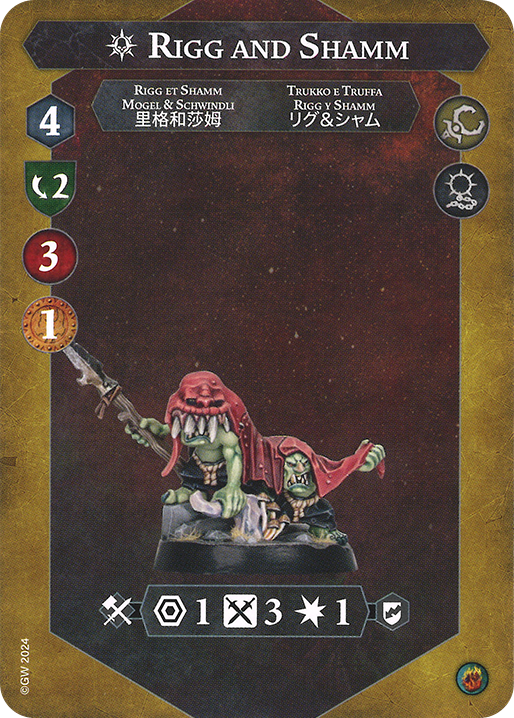 Rigg and Shamm
Rigg et Shamm
Mogel & Schwindli
里格和莎姆
Trukko e Truffa
Rigg y Shamm
リグ&シャム
4
2
3
1
1 3 1
©GW 2024